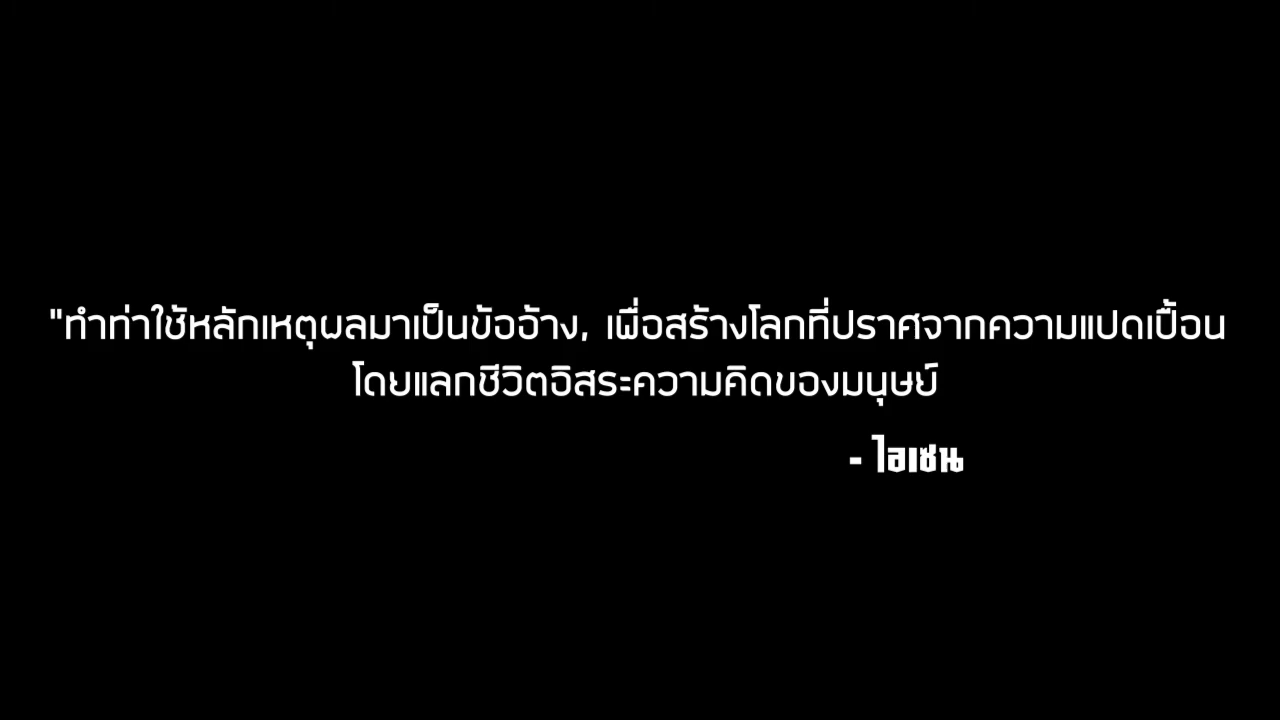 "ทำท่าใช้หลักเหตุผลมาเป็นข้ออ้าง, เพื่อสร้างโลกที่ปราศจากความแปดเปื้อน
โดยแลกชีวิตอิสระความคิดของมนุษย์
- ไอเซน